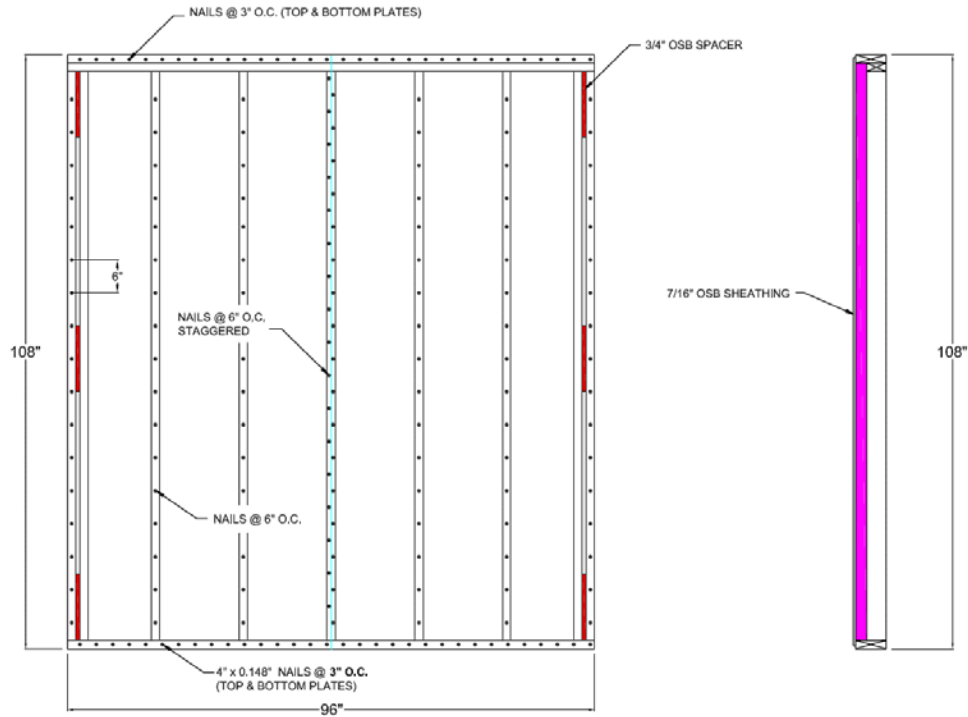 NAILS @ 3" O.C. (TOP & BOTTOM PLATES)
3/4" OSB SPACER
6"
7/16" OSB SHEATHING
NAILS @ 6" O.C.
STAGGERED
108"
108"
NAILS @ 6" O.C.
4" x 0.148" NAILS @ 3" O.C.
(TOP & BOTTOM PLATES)
96"